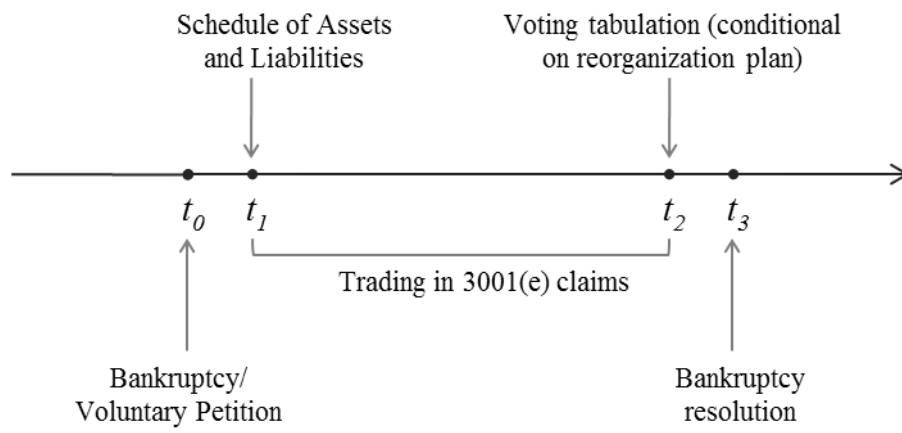 Schedule of Assets
and Liabilities
Voting tabulation (conditional
on reorganization plan)
t0
t1
t2
t3
Trading in 3001(e) claims
Bankruptcy/
Voluntary Petition
Bankruptcy
resolution